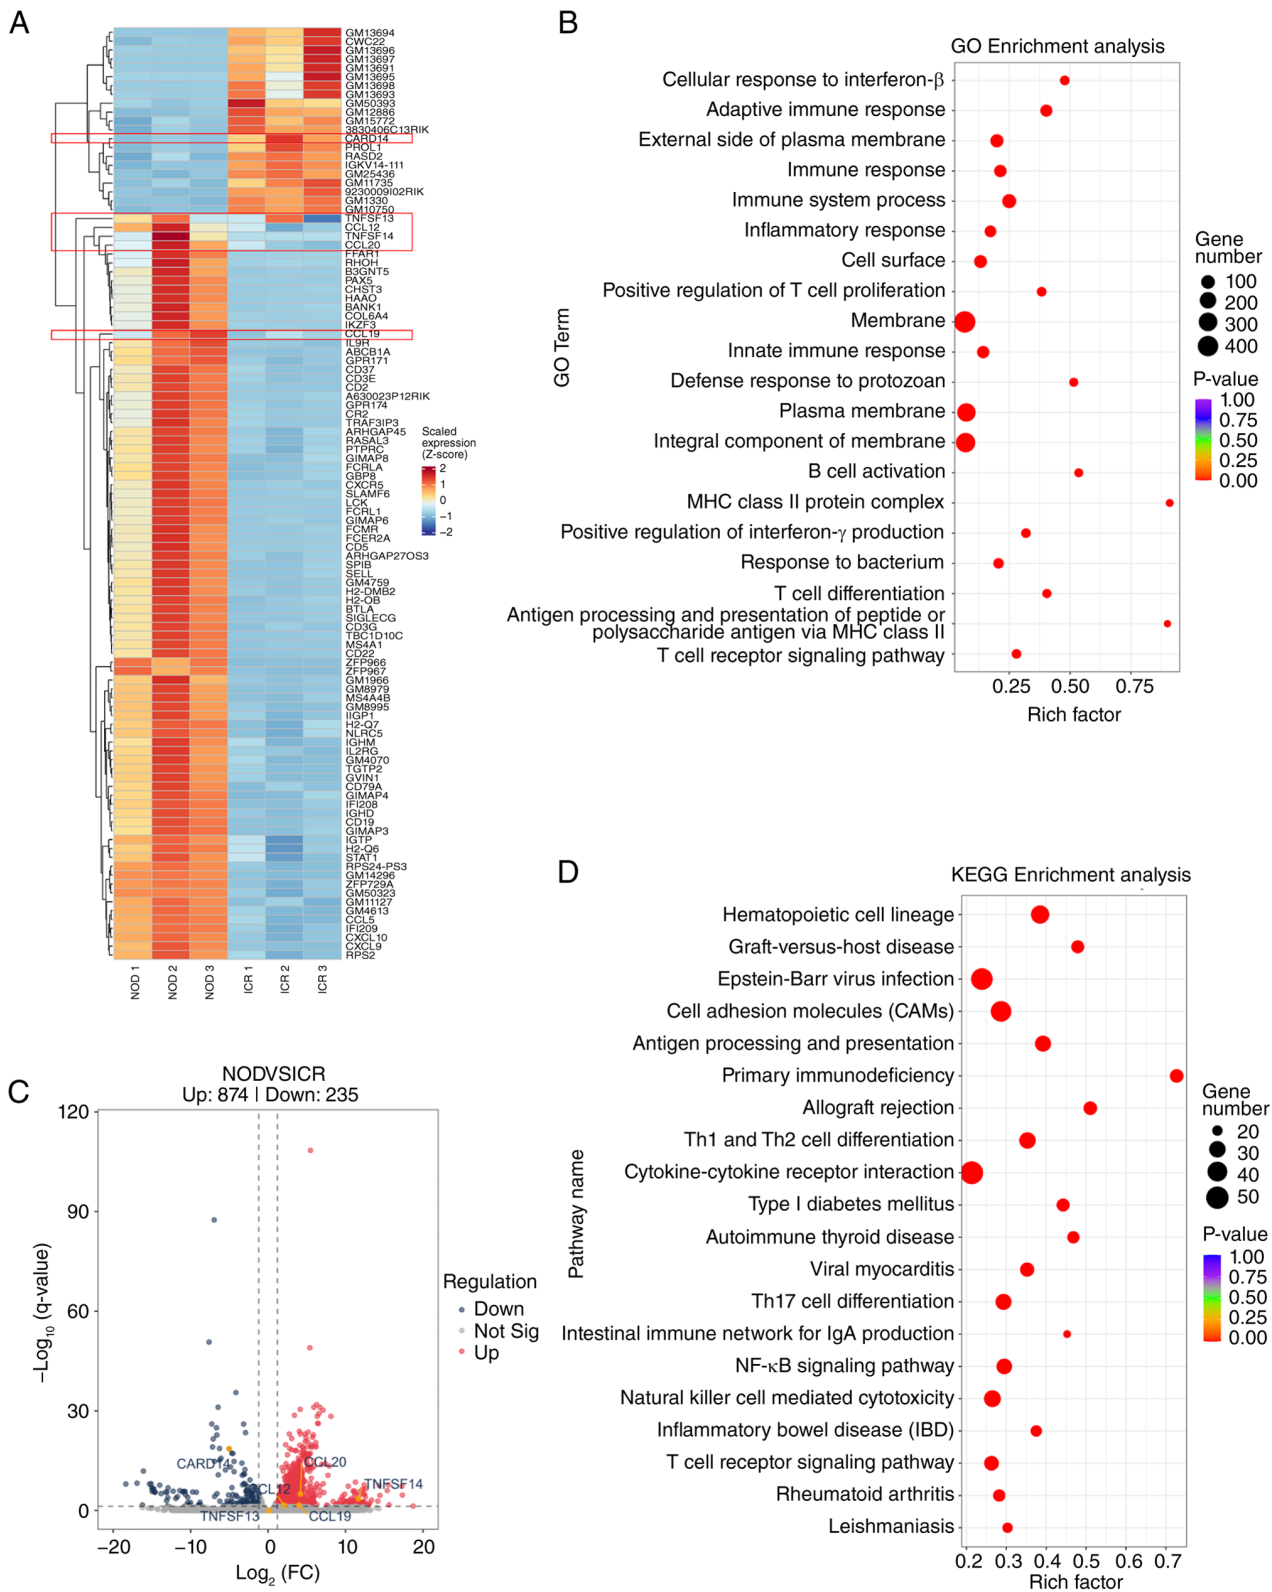 A
GM13694
CWC22
GM13696
GM13697
GM13691
GM13695
GM13698
GM13693
GM50393
GM12886
GM15772
3830406C13RIK
CARD14
PROL1
RASD2
IGKV14-111
GM25436
GM11735
9230009I02RIK
GM1330
GM10750
TNFSF13
CCL12
TNFSF14
CCL20
FFAR1
RHOH
B3GNT5
PAX5
CHST3
HAAO
BANK1
COL6A4
IKZF3
CCL19
IL9R
ABCB1A
GPR171
CD37
CD3E
CD2
A630023P12RIK
GPR174
CR2
TRAF3IP3
ARHGAP45
RASAL3
PTPRC
GIMAP8
FCRLA
GBP8
CXCR5
SLAMF6
LCK
FCRL1
GIMAP6
FCMR
FCER2A
CD5
ARHGAP27OS3
SPIB
SELL
GM4759
H2-DMB2
H2-OB
BTLA
SIGLECG
CD3G
TBC1D10C
MS4A1
CD22
ZFP966
ZFP967
GM1966
GM8979
MS4A4B
GM8995
IIGP1
H2-Q7
NLRC5
IGHM
IL2RG
GM4070
TGTP2
GVIN1
CD79A
GIMAP4
IFI208
IGHD
CD19
GIMAP3
IGTP
H2-Q6
STAT1
RPS24-PS3
GM14296
ZFP729A
GM50323
GM11127
GM4613
CCL5
IFI209
CXCL10
CXCL9
RPS2
NOD 1
NOD 2
NOD 3
ICR 1
ICR 2
ICR 3
Scaled
expression
(Z-score)
2
1
0
−1
−2
B
GO Enrichment analysis
GO Term
Cellular response to interferon-β
Adaptive immune response
External side of plasma membrane
Immune response
Immune system process
Inflammatory response
Cell surface
Positive regulation of T cell proliferation
Membrane
Innate immune response
Defense response to protozoan
Plasma membrane
Integral component of membrane
B cell activation
MHC class II protein complex
Positive regulation of interferon-γ production
Response to bacterium
T cell differentiation
Antigen processing and presentation of peptide or
polysaccharide antigen via MHC class II
T cell receptor signaling pathway
0.25 0.50 0.75
Rich factor
Gene
number
100
200
300
400
P-value
1.00
0.75
0.50
0.25
0.00
C
NODVSICR
Up: 874 | Down: 235
−Log10 (q-value)
120
90
60
30
0
CARD14
CCL20
CCL12
TNFSF14
TNFSF13
CCL19
−20 −10 0 10 20
Log2 (FC)
Regulation
Down
Not Sig
Up
D
KEGG Enrichment analysis
Pathway name
Hematopoietic cell lineage
Graft-versus-host disease
Epstein-Barr virus infection
Cell adhesion molecules (CAMs)
Antigen processing and presentation
Primary immunodeficiency
Allograft rejection
Th1 and Th2 cell differentiation
Cytokine-cytokine receptor interaction
Type I diabetes mellitus
Autoimmune thyroid disease
Viral myocarditis
Th17 cell differentiation
Intestinal immune network for IgA production
NF-κB signaling pathway
Natural killer cell mediated cytotoxicity
Inflammatory bowel disease (IBD)
T cell receptor signaling pathway
Rheumatoid arthritis
Leishmaniasis
0.2 0.3 0.4 0.5 0.6 0.7
Rich factor
Gene
number
20
30
40
50
P-value
1.00
0.75
0.50
0.25
0.00